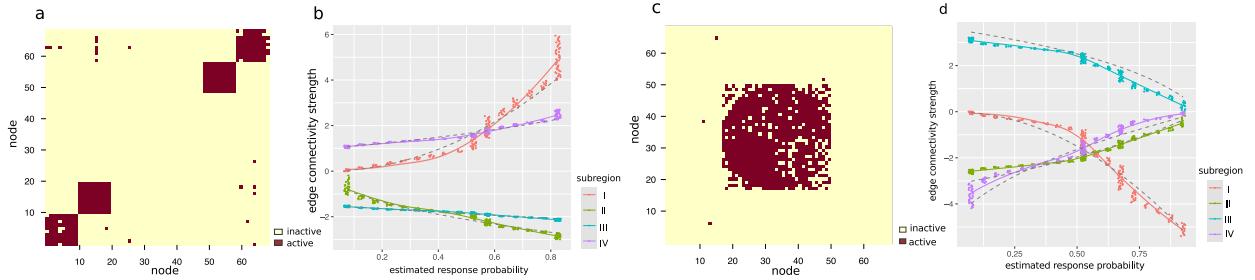 a
node
60
50
40
30
20
10
10 20 30 40 50 60
node
inactive
active
b
edge connectivity strength
6
4
2
0
−2
0.2 0.4 0.6 0.8
estimated response probability
subregion
I
II
III
IV
c
node
60
50
40
30
20
10
10 20 30 40 50 60
node
inactive
active
d
edge connectivity strength
4
2
0
−2
−4
0.25 0.50 0.75
estimated response probability
subregion
I
II
III
IV